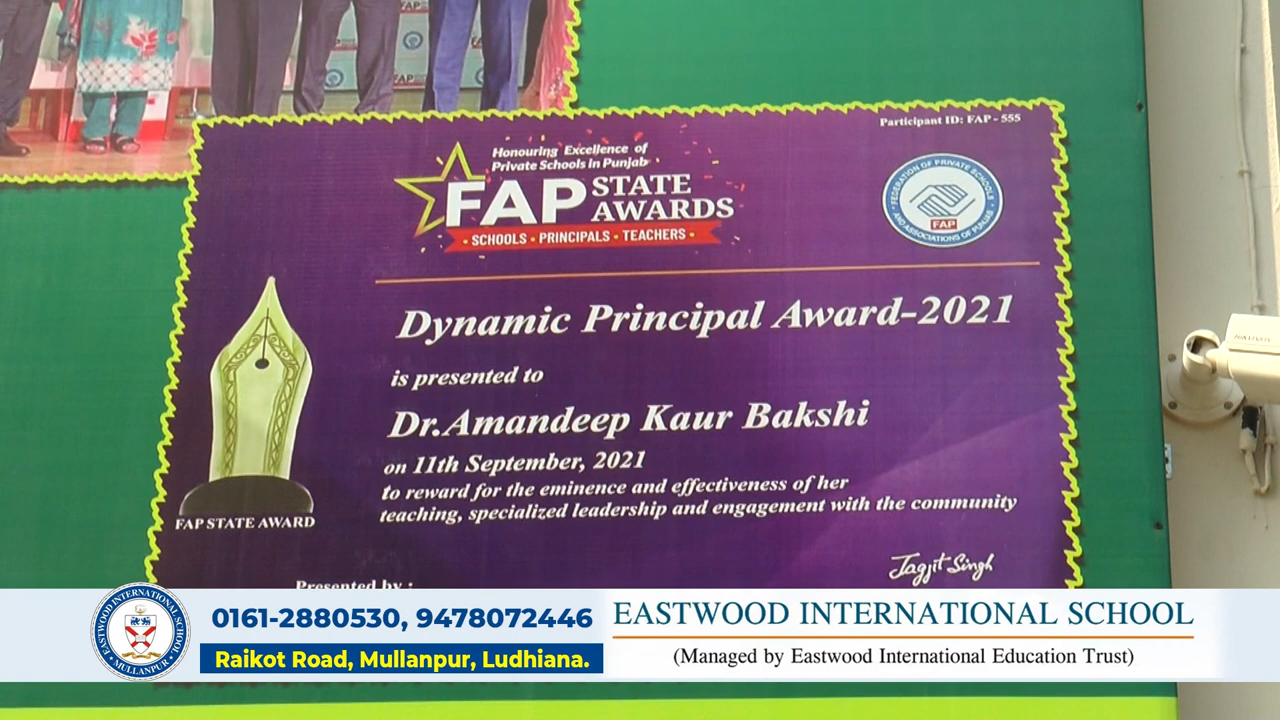 Participant ID: FAP - 555
Honouring Excellence of
Private Schools in Punjab
FAP STATE AWARDS
SCHOOLS - PRINCIPALS - TEACHERS
FEDERATION OF PRIVATE SCHOOLS
AND ASSOCIATIONS OF PUNJAB
FAP
Dynamic Principal Award-2021
is presented to
Dr.Amandeep Kaur Bakshi
on 11th September, 2021
to reward for the eminence and effectiveness of her
teaching, specialized leadership and engagement with the community
FAP STATE AWARD
Jagjit Singh
Presented by :
EASTWOOD INTERNATIONAL SCHOOL
MULLANPUR
0161-2880530, 9478072446
Raikot Road, Mullanpur, Ludhiana.
EASTWOOD INTERNATIONAL SCHOOL
(Managed by Eastwood International Education Trust)